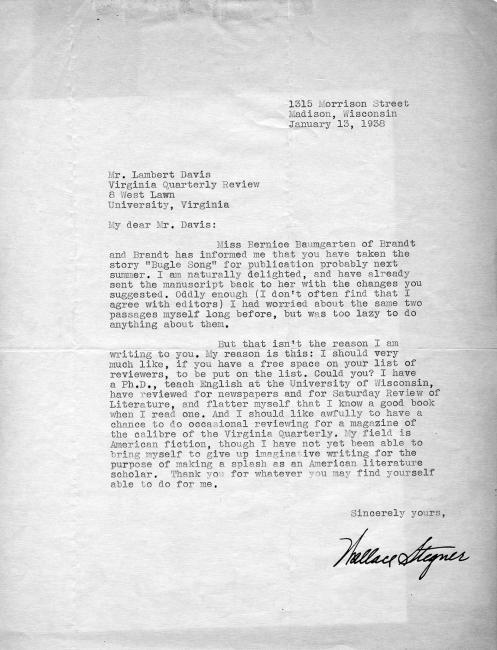 1315 Morrison Street
Madison, Wisconsin
January 13, 1938
Mr. Lambert Davis
Virginia Quarterly Review
8 West Lawn
University, Virginia
My dear Mr. Davis:
Miss Bernice Baumgarten of Brandt
and Brandt has informed me that you have taken the
story "Bugle Song" for publication probably next
summer. I am naturally delighted, and have already
sent the manuscript back to her with the changes you
suggested. Oddly enough (I don't often find that I
agree with editors) I had worried about the same two
passages myself long before, but was too lazy to do
anything about them.
But that isn't the reason I am
writing to you. My reason is this: I should very
much like, if you have a free space on your list of
reviewers, to be put on the list. Could you? I have
a Ph.D., teach English at the University of Wisconsin,
have reviewed for newspapers and for Saturday Review of
Literature, and flatter myself that I know a good book
when I read one. And I should like awfully to have a
chance to do occasional reviewing for a magazine of
the calibre of the Virginia Quarterly. My field is
American fiction, though I have not yet been able to
bring myself to give up imaginative writing for the
purpose of making a splash as an American literature
scholar. Thank you for whatever you may find yourself
able to do for me.
Sincerely yours,
Wallace Stegner